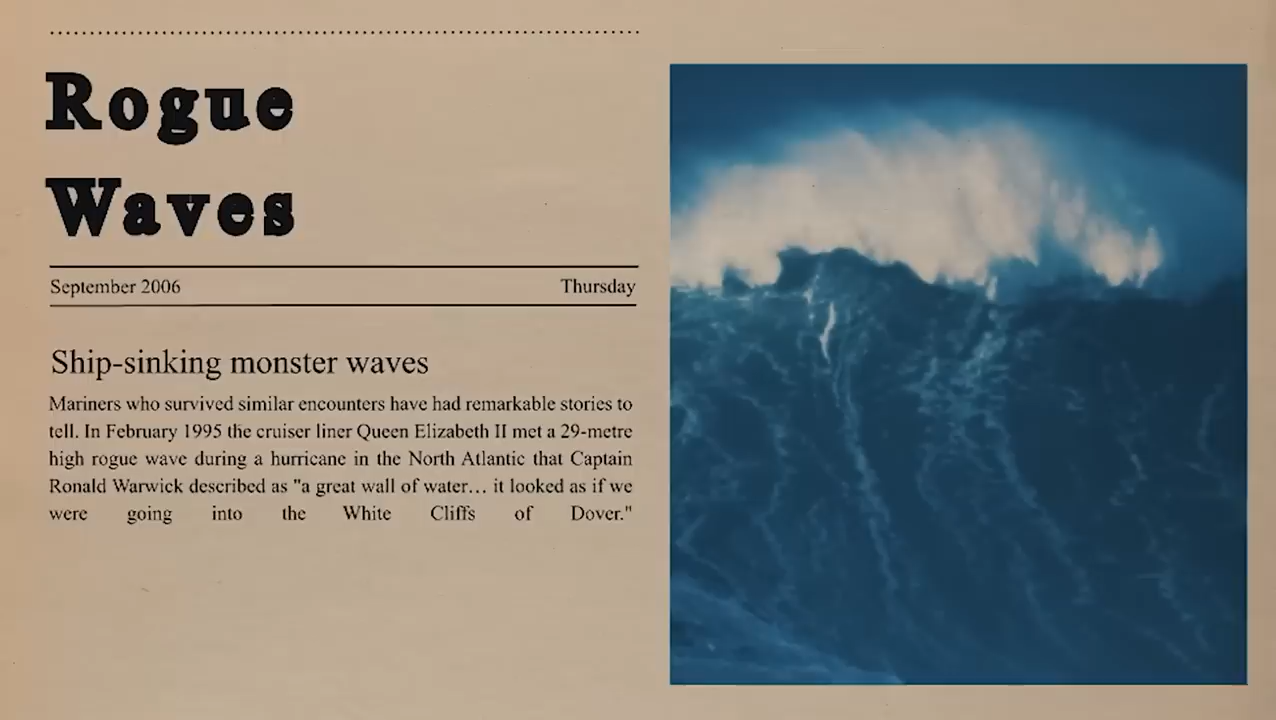 Rogue
Waves
September 2006 Thursday
Ship-sinking monster waves
Mariners who survived similar encounters have had remarkable stories to
tell. In February 1995 the cruiser liner Queen Elizabeth II met a 29-metre
high rogue wave during a hurricane in the North Atlantic that Captain
Ronald Warwick described as "a great wall of water… it looked as if we
were going into the White Cliffs of Dover."